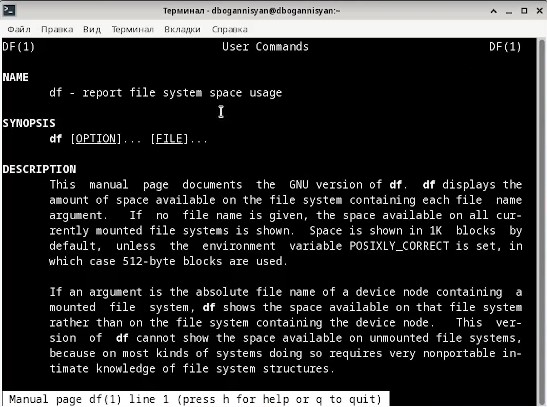 Терминал - dbogannisyan@dbogannisyan:~
Файл Правка Вид Терминал Вкладки Справка
DF(1) User Commands DF(1)
NAME
df - report file system space usage
SYNOPSIS
df [OPTION]... [FILE]...
DESCRIPTION
This manual page documents the GNU version of df. df displays the
amount of space available on the file system containing each file name
argument. If no file name is given, the space available on all cur-
rently mounted file systems is shown. Space is shown in 1K blocks by
default, unless the environment variable POSIXLY_CORRECT is set, in
which case 512-byte blocks are used.
If an argument is the absolute file name of a device node containing a
mounted file system, df shows the space available on that file system
rather than on the file system containing the device node. This ver-
sion of df cannot show the space available on unmounted file systems,
because on most kinds of systems doing so requires very nonportable in-
timate knowledge of file system structures.
Manual page df(1) line 1 (press h for help or q to quit)